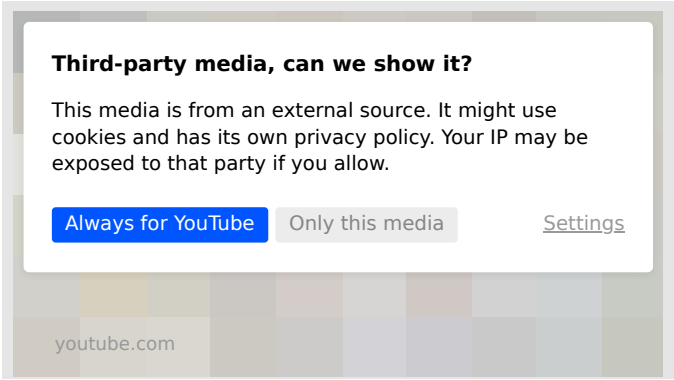 Third-party media, can we show it?
This media is from an external source. It might use
cookies and has its own privacy policy. Your IP may be
exposed to that party if you allow.
Always for YouTube Only this media Settings
youtube.com